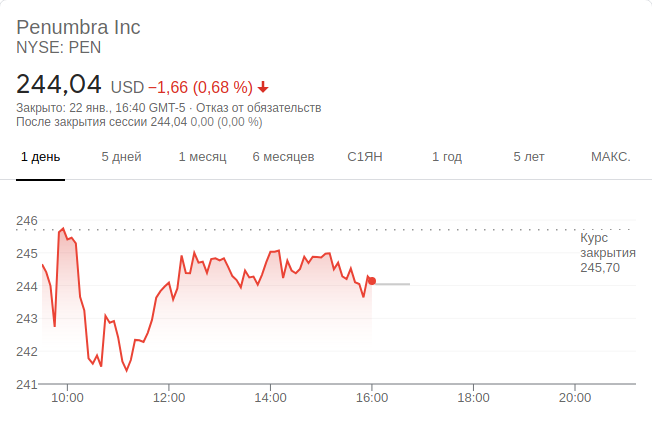 Penumbra Inc
NYSE: PEN
244,04 USD −1,66 (0,68 %)
Закрыто: 22 янв., 16:40 GMT-5 · Отказ от обязательств
После закрытия сессии 244,04 0,00 (0,00 %)
1 день 5 дней 1 месяц 6 месяцев С1ЯН 1 год 5 лет МАКС.
246
Курс
закрытия
245,70
245
244
243
242
241
10:00 12:00 14:00 16:00 18:00 20:00